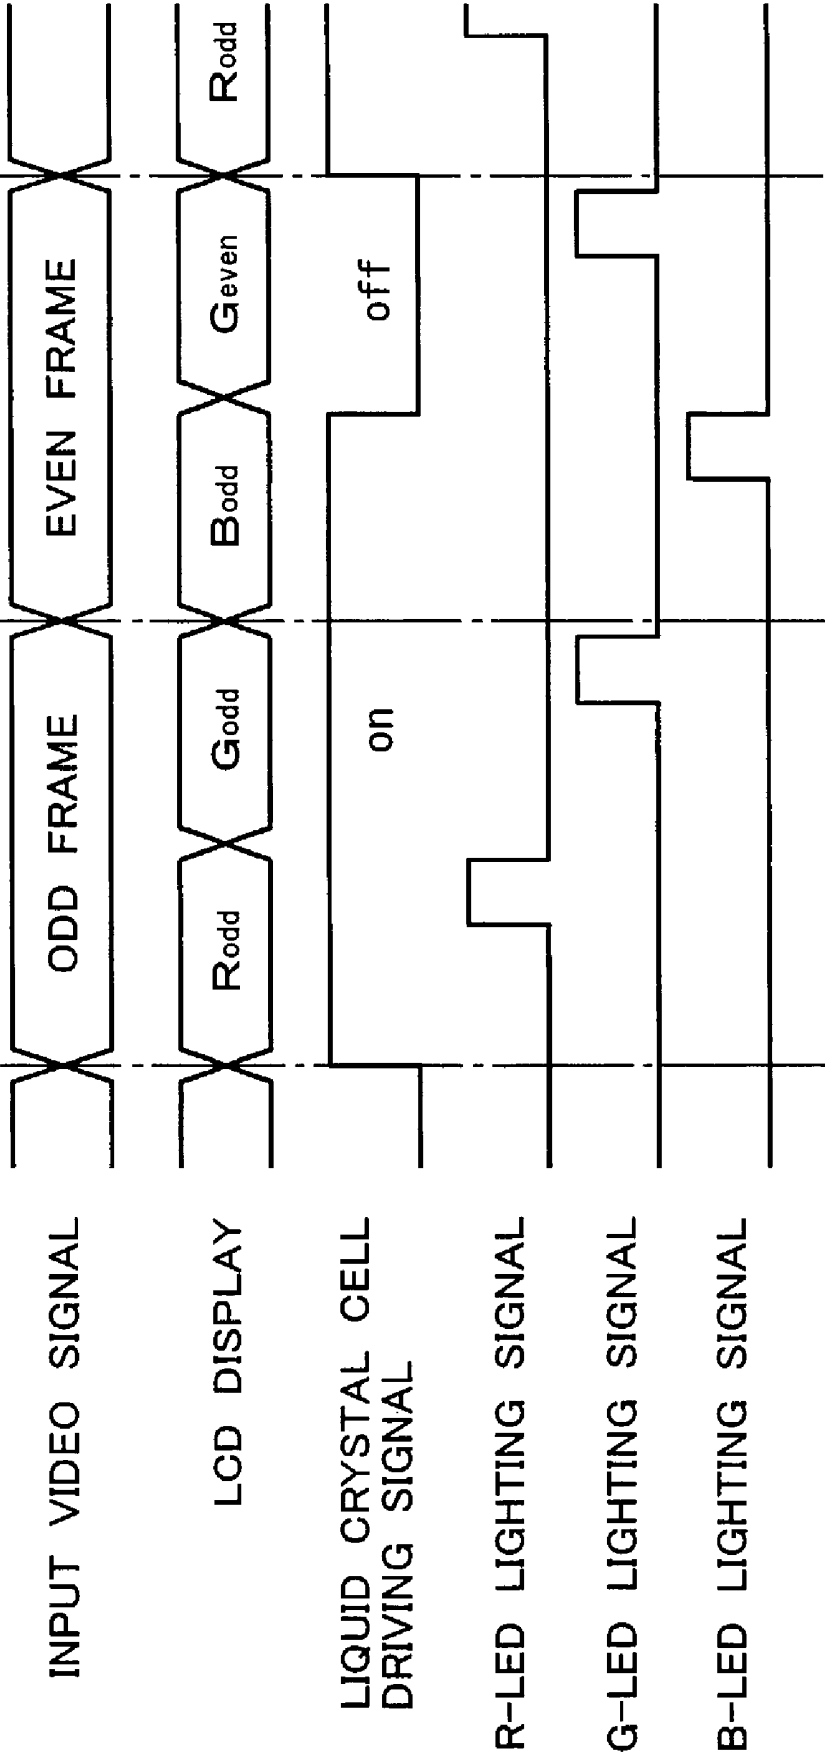 INPUT VIDEO SIGNAL
ODD FRAME
EVEN FRAME
LCD DISPLAY
Rodd
Godd
Bodd
Geven
Rodd
LIQUID CRYSTAL CELL
DRIVING SIGNAL
on
off
R-LED LIGHTING SIGNAL
G-LED LIGHTING SIGNAL
B-LED LIGHTING SIGNAL